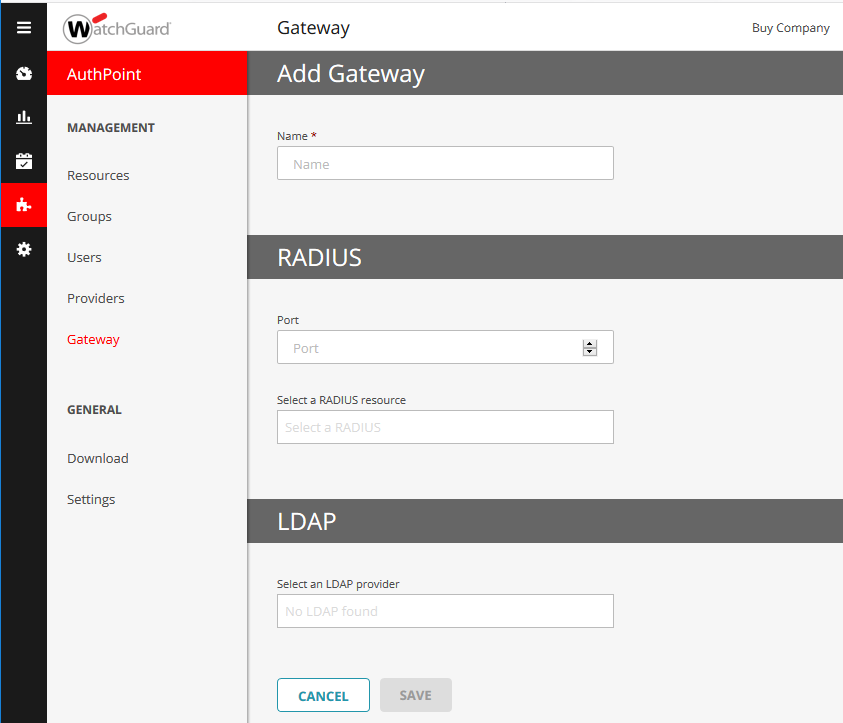 WatchGuard
Gateway
Buy Company
AuthPoint
Add Gateway
MANAGEMENT
Resources
Groups
Users
Providers
Gateway
GENERAL
Download
Settings
Name *
Name
RADIUS
Port
Port
Select a RADIUS resource
Select a RADIUS
LDAP
Select an LDAP provider
No LDAP found
CANCEL
SAVE